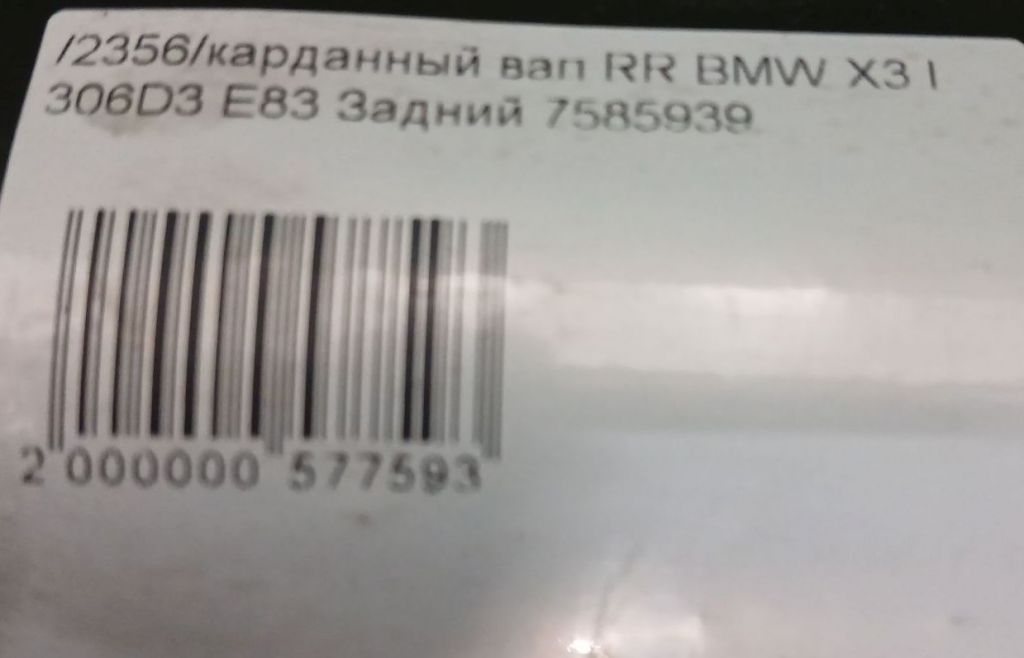 /2356/карданный вал RR BMW X3 I
306D3 E83 Задний 7585939
2 000000 577593